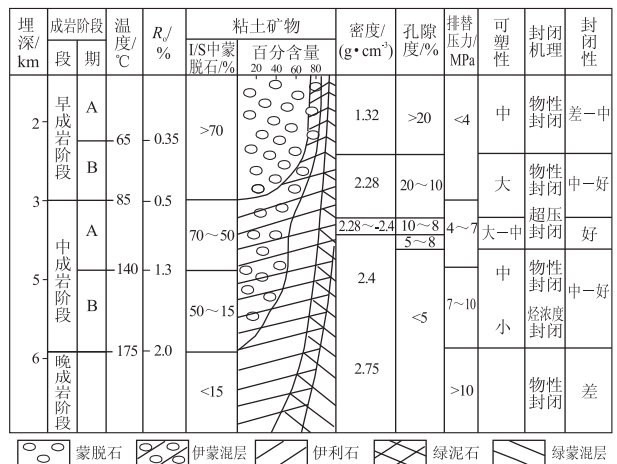 埋深/km
成岩阶段
段 期
温度/℃
Ro/%
粘土矿物
I/S中蒙脱石/%
百分含量
20 40 60 80
密度/(g·cm-3)
孔隙度/%
排替压力/MPa
可塑性
封闭机理
封闭性
2
3
5
6
早成岩阶段
A
B
中成岩阶段
A
B
晚成岩阶段
65
85
140
175
0.35
0.5
1.3
2.0
>70
70～50
50～15
<15
1.32
2.28
2.28～-2.4
2.4
2.75
>20
20～10
10～8
5～8
<5
<4
4～7
7～10
>10
中
大
大－中
中
小
物性封闭
物性封闭
超压封闭
物性封闭
烃浓度封闭
物性封闭
差－中
中－好
好
中－好
差
蒙脱石 伊蒙混层 伊利石 绿泥石 绿蒙混层